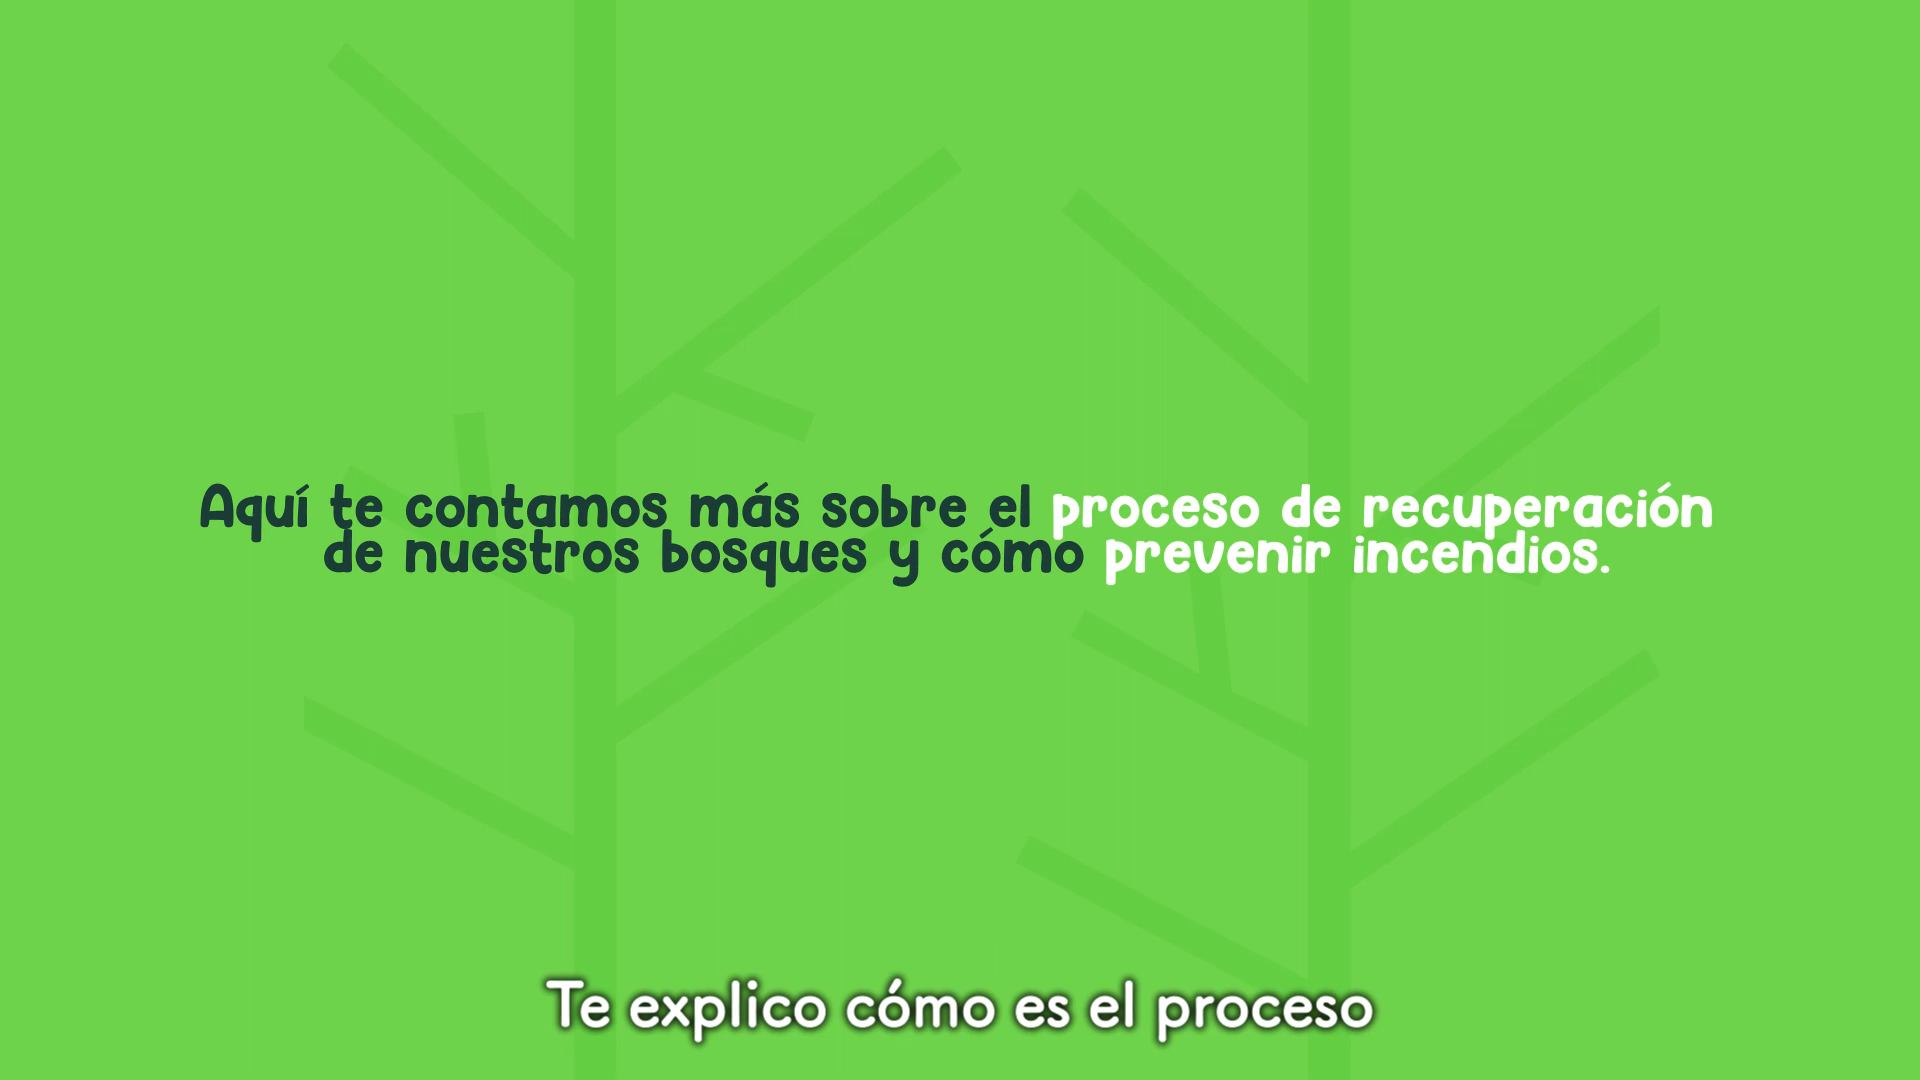 Aquí te contamos más sobre el proceso de recuperación
de nuestros bosques y cómo prevenir incendios.
Te explico cómo es el proceso